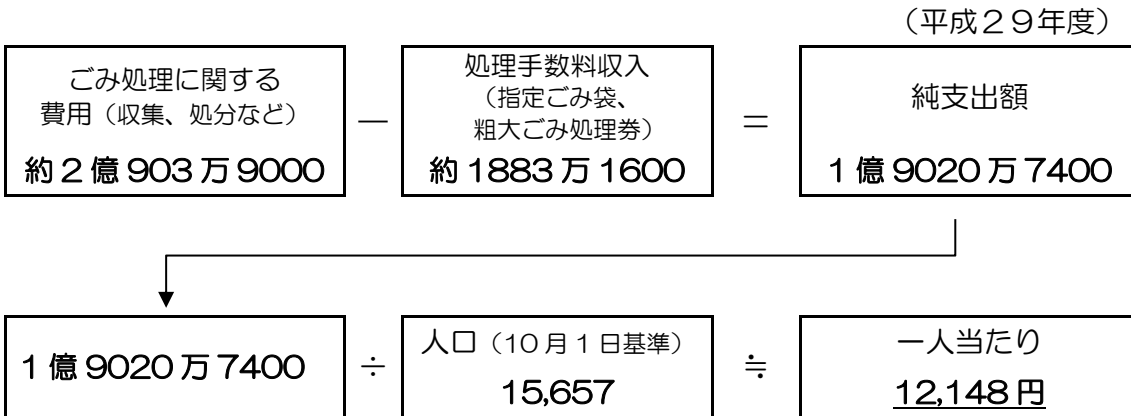 （平成２９年度）
ごみ処理に関する
費用（収集、処分など）
約２億903万9000
－
処理手数料収入
（指定ごみ袋、
粗大ごみ処理券）
約1883万1600
＝
純支出額
１億9020万7400
１億9020万7400
÷
人口（10月１日基準）
15,657
≒
一人当たり
12,148円